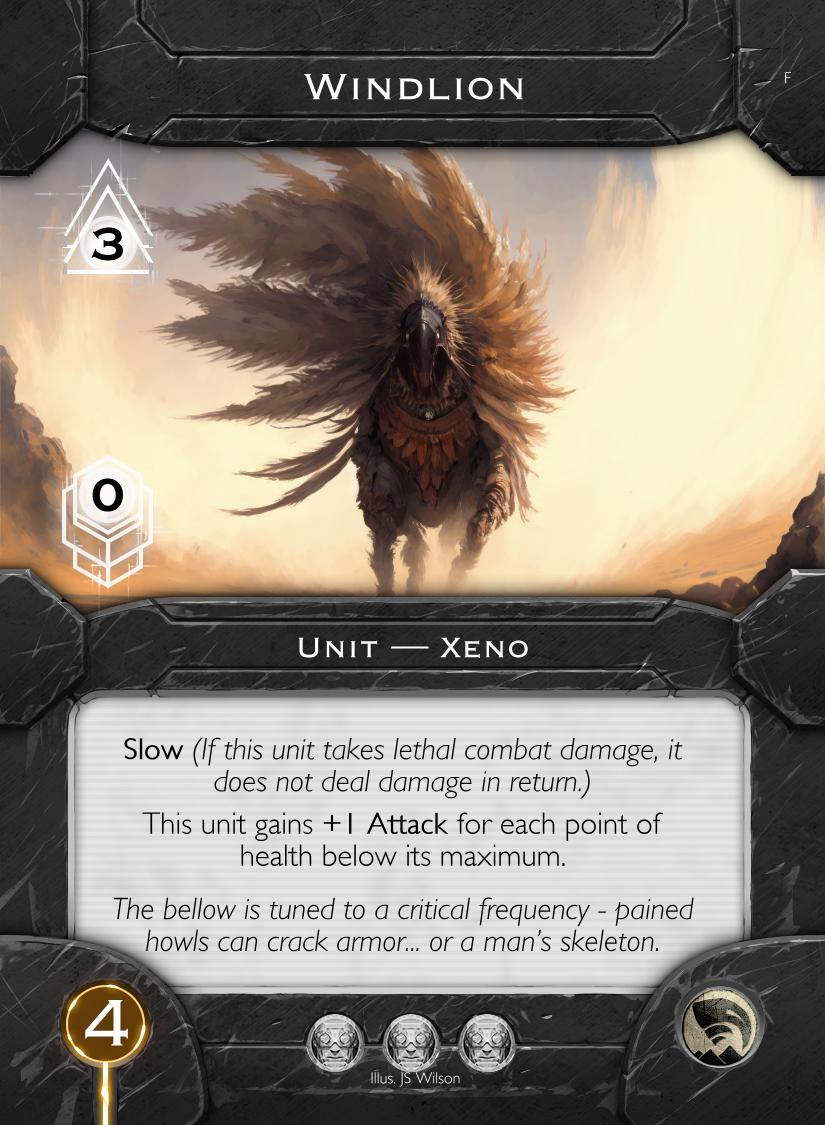 Windlion
F
3
0
Unit — Xeno
Slow (If this unit takes lethal combat damage, it
does not deal damage in return.)
This unit gains +1 Attack for each point of
health below its maximum.
The bellow is tuned to a critical frequency - pained
howls can crack armor... or a man's skeleton.
4
Illus. JS Wilson